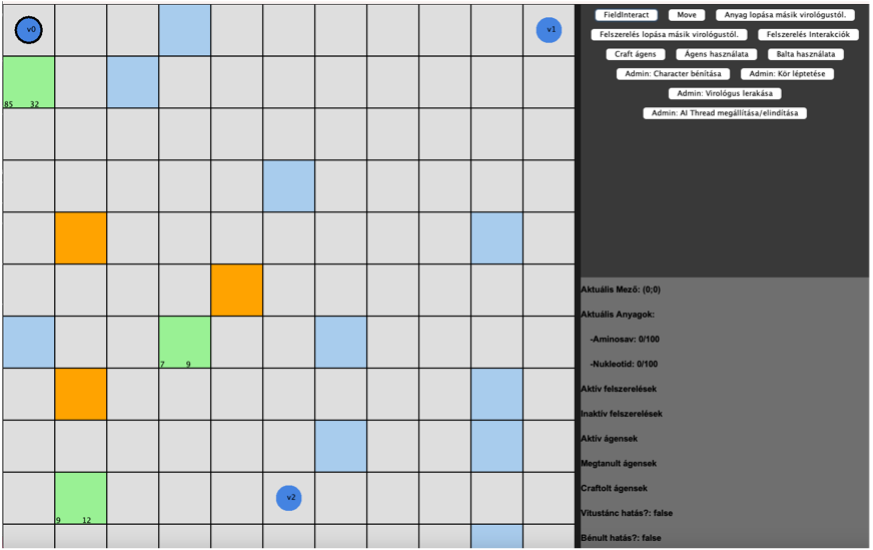 v0
v1
85 32
7 9
9 12
v2
FieldInteract Move Anyag lopása másik virológustól.
Felszerelés lopása másik virológustól. Felszerelés Interakciók
Craft ágens Ágens használata Balta használata
Admin: Character bénítása Admin: Kör léptetése
Admin: Virológus lerakása
Admin: AI Thread megállítása/elindítása
Aktuális Mező: (0;0)
Aktuális Anyagok:
-Aminosav: 0/100
-Nukleotid: 0/100
Aktív felszerelések
Inaktív felszerelések
Aktív ágensek
Megtanult ágensek
Craftolt ágensek
Vitustánc hatás?: false
Bénult hatás?: false